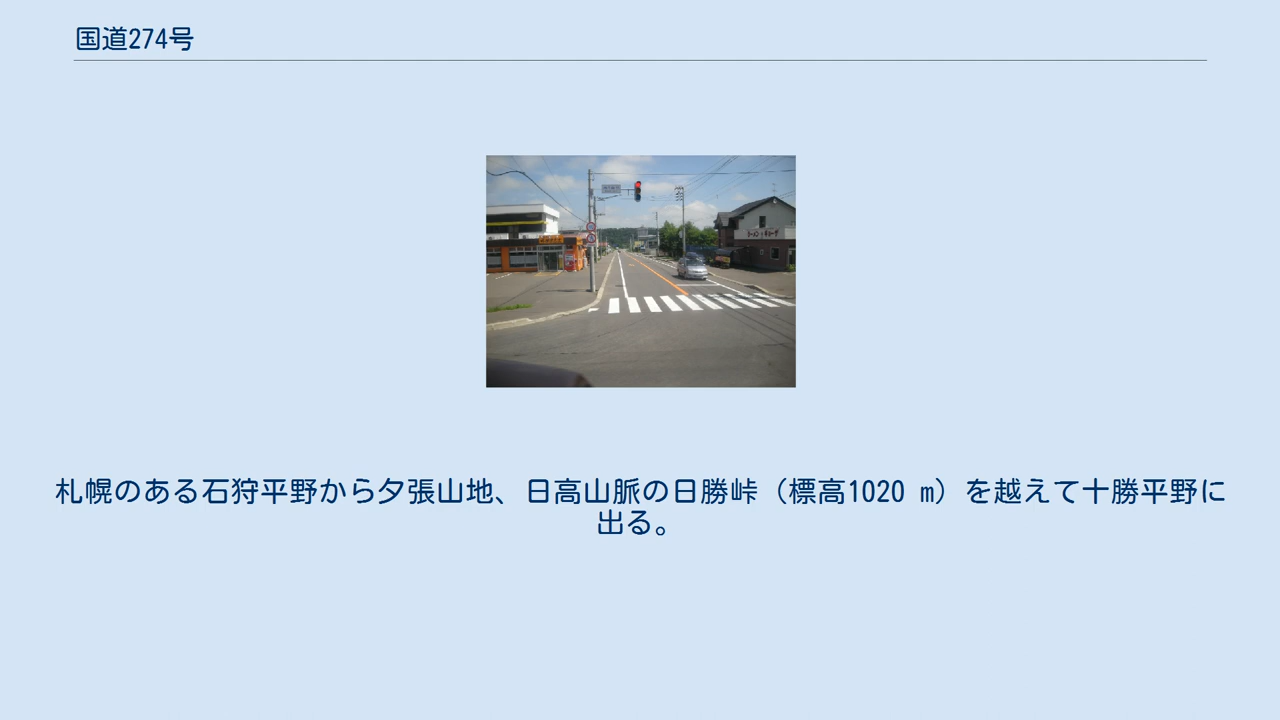 国道274号
札幌のある石狩平野から夕張山地、日高山脈の日勝峠（標高1020 m）を越えて十勝平野に
出る。